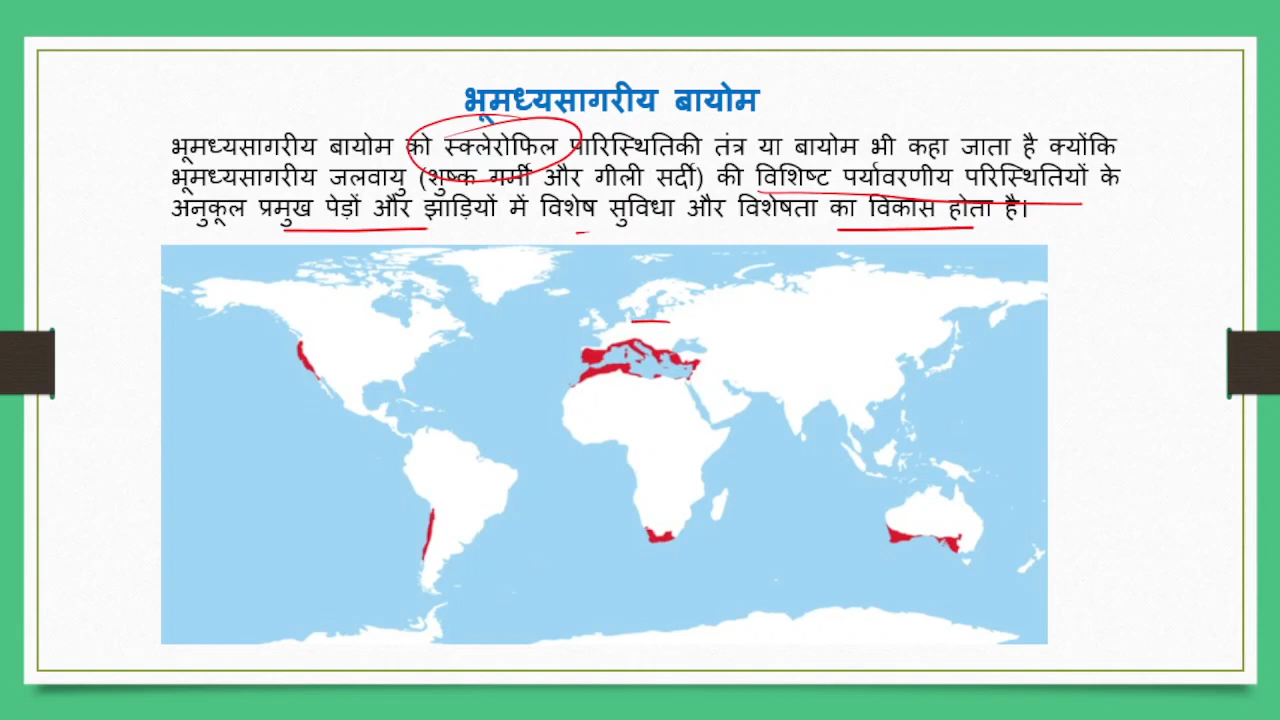 भूमध्यसागरीय बायोम
भूमध्यसागरीय बायोम को स्क्लेरोफिल पारिस्थितिकी तंत्र या बायोम भी कहा जाता है क्योंकि
भूमध्यसागरीय जलवायु (शुष्क गर्मी और गीली सर्दी) की विशिष्ट पर्यावरणीय परिस्थितियों के
अनुकूल प्रमुख पेड़ों और झाड़ियों में विशेष सुविधा और विशेषता का विकास होता है।